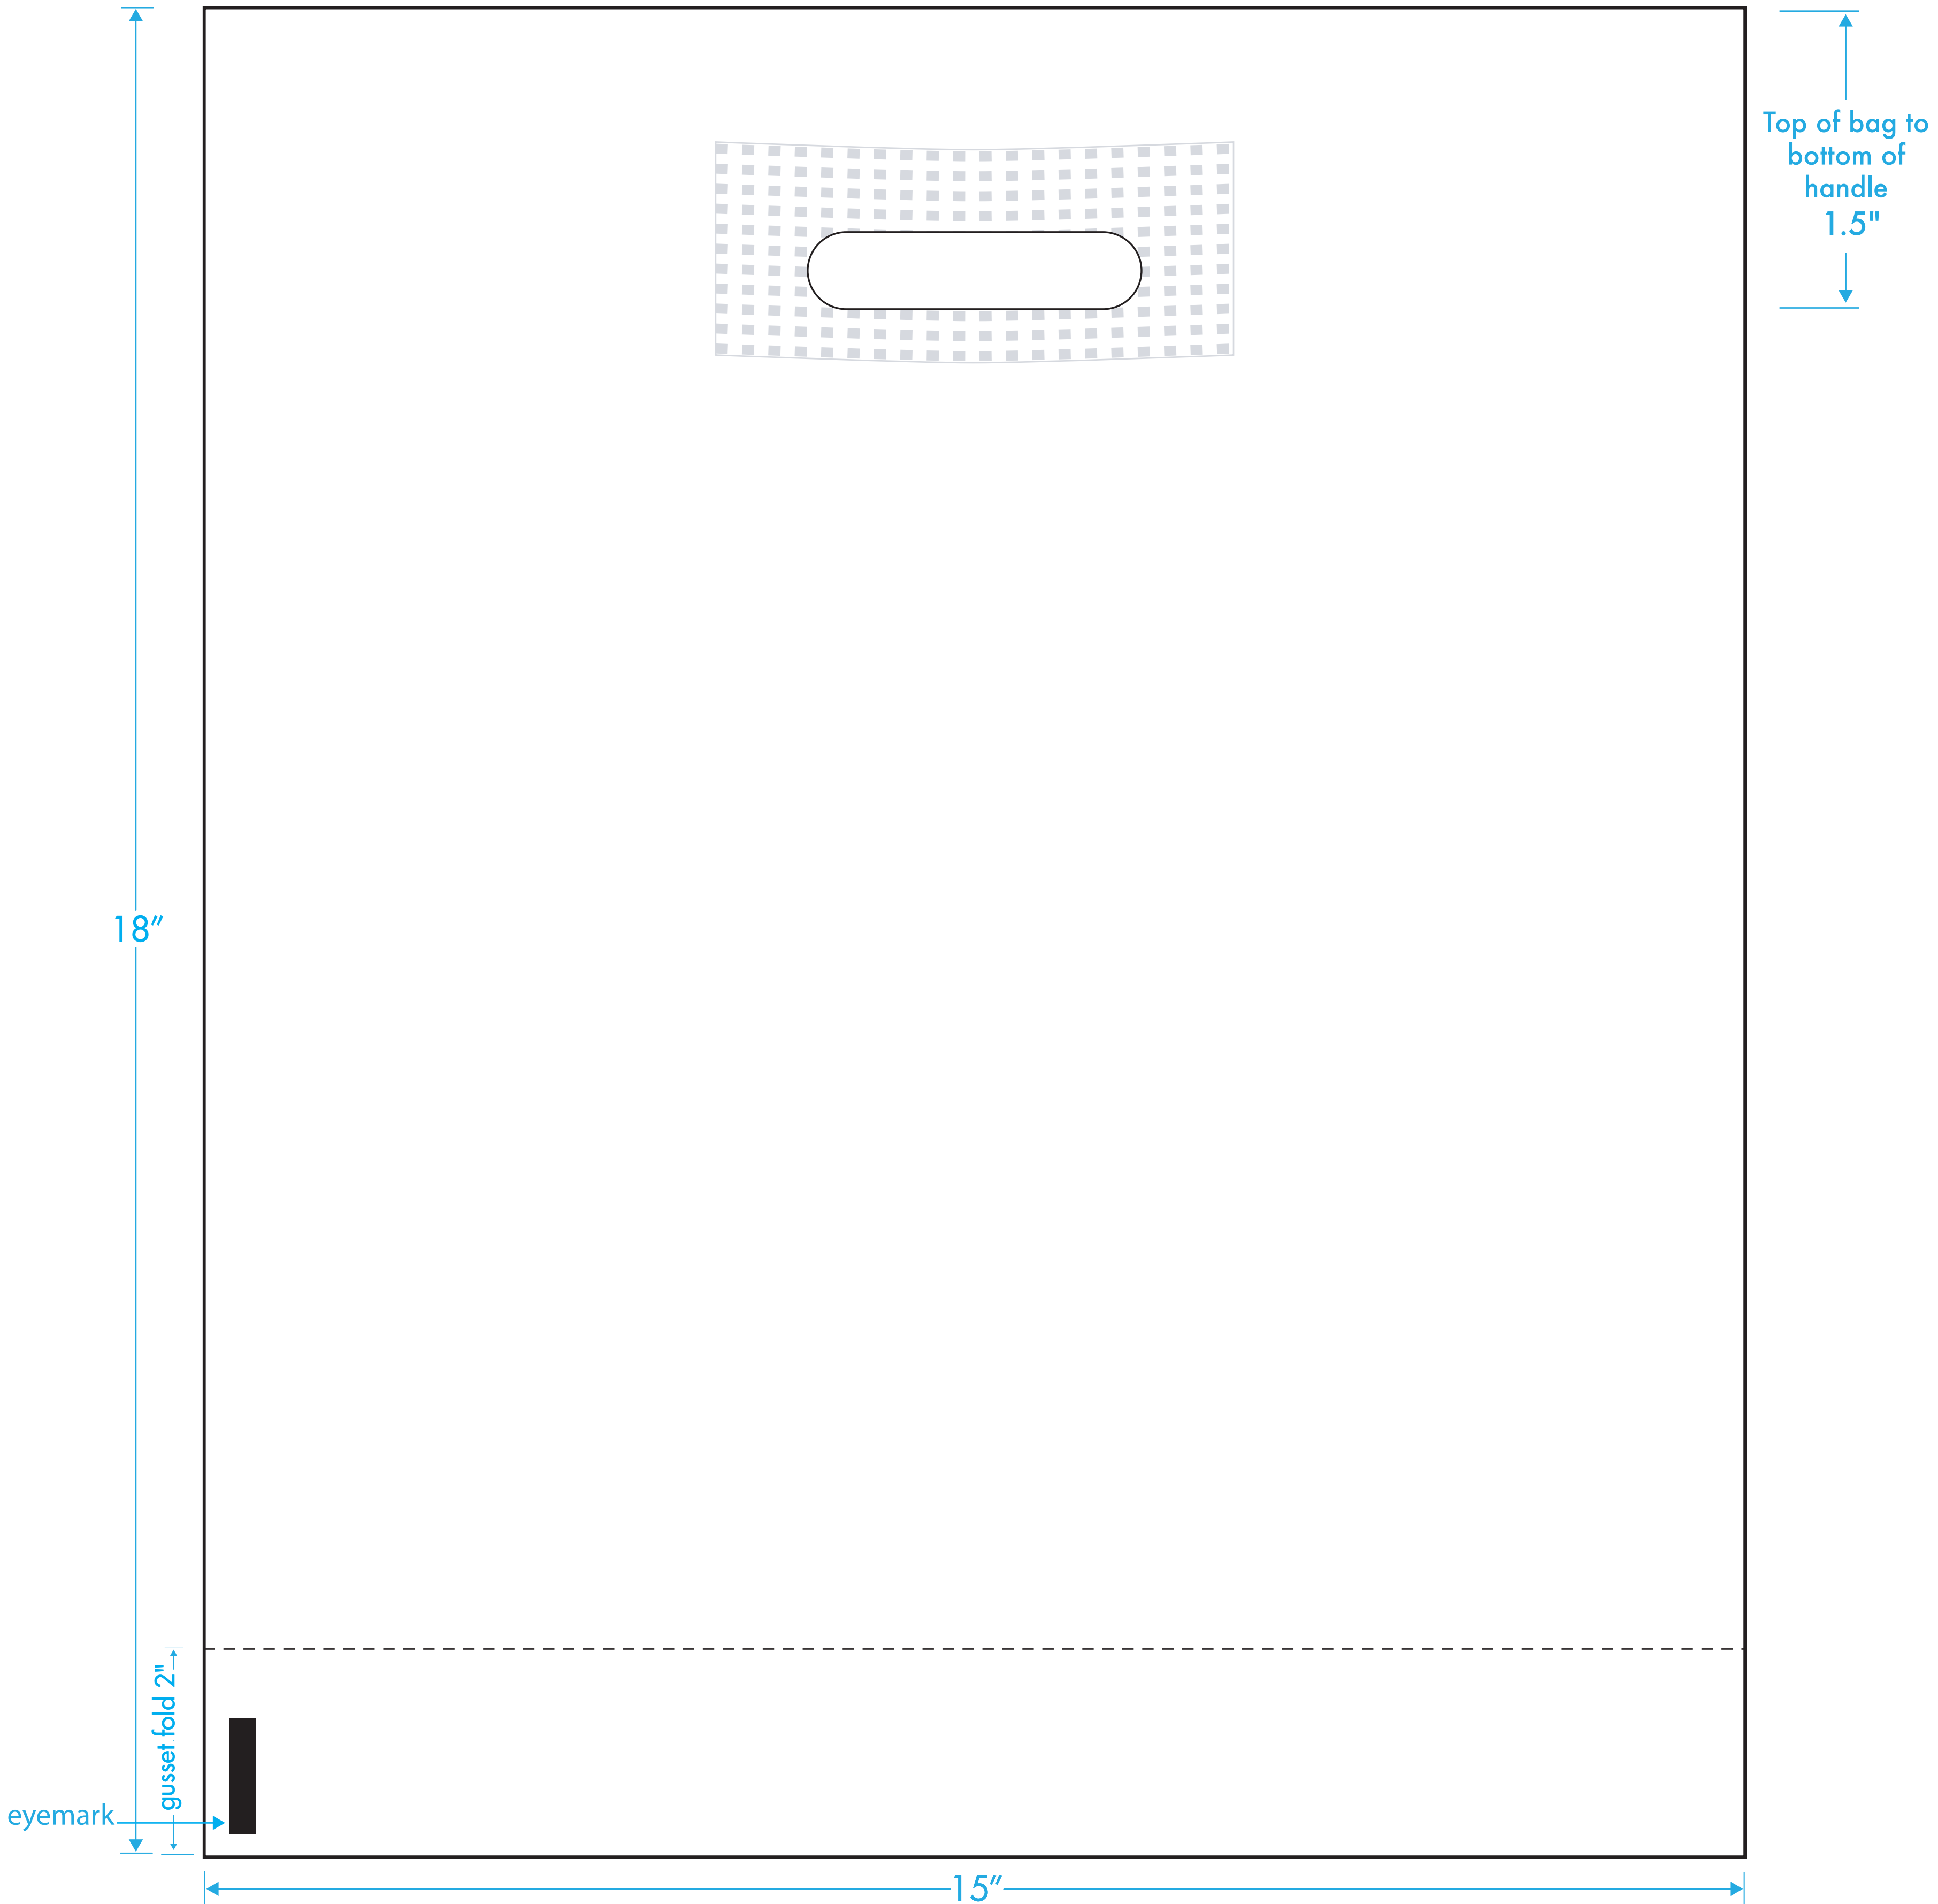 Top of bag to
bottom of
handle
1.5"
18”
gusset fold 2"
eyemark
15”